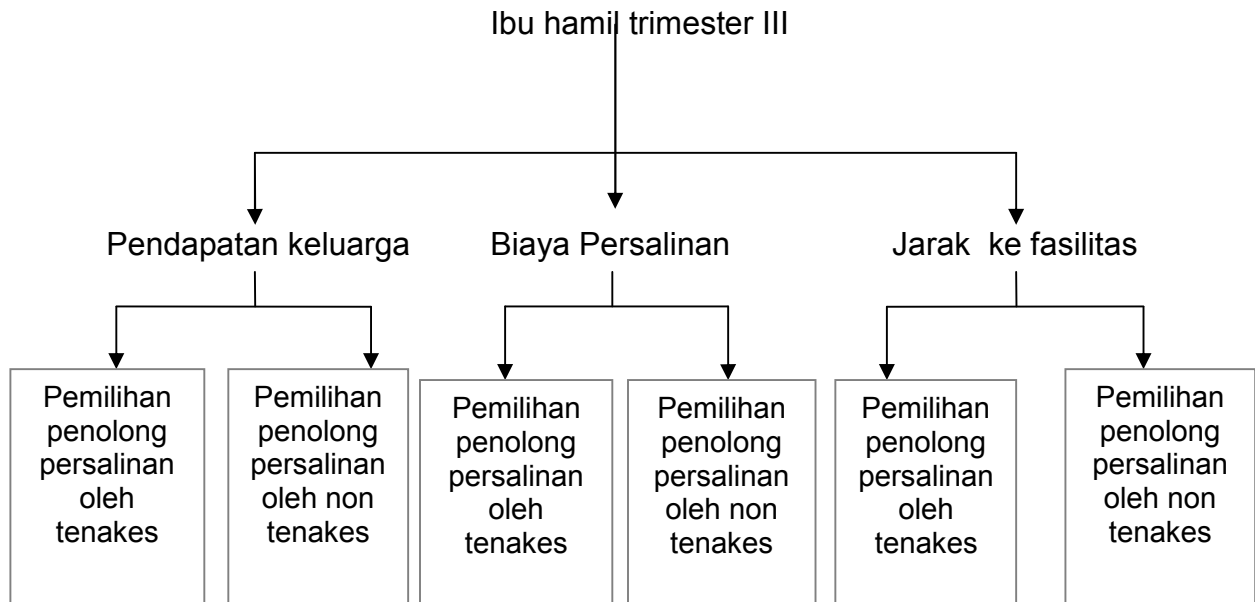 Ibu hamil trimester III
Pendapatan keluarga
Biaya Persalinan
Jarak ke fasilitas
Pemilihan
penolong
persalinan
oleh
tenakes
Pemilihan
penolong
persalinan
oleh non
tenakes
Pemilihan
penolong
persalinan
oleh
tenakes
Pemilihan
penolong
persalinan
oleh non
tenakes
Pemilihan
penolong
persalinan
oleh
tenakes
Pemilihan
penolong
persalinan
oleh non
tenakes